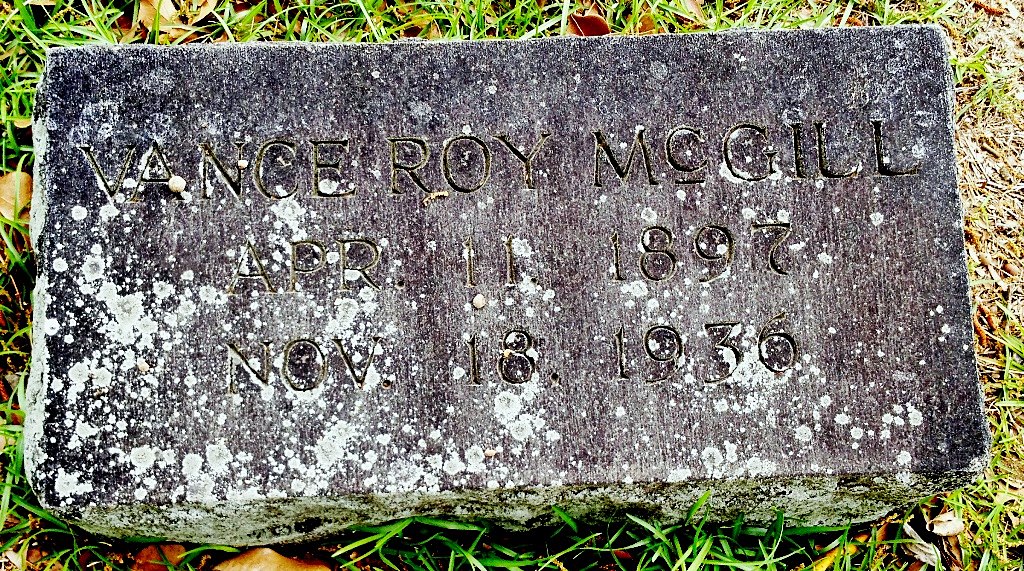 VANCE ROY McGILL
APR. 11. 1897
NOV. 18. 1936